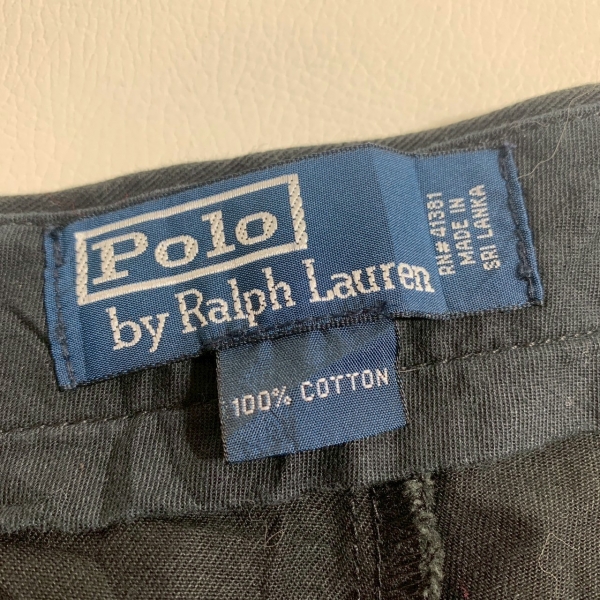 Polo
by Ralph Lauren
RN# 41381
MADE IN
SRI LANKA
100% COTTON